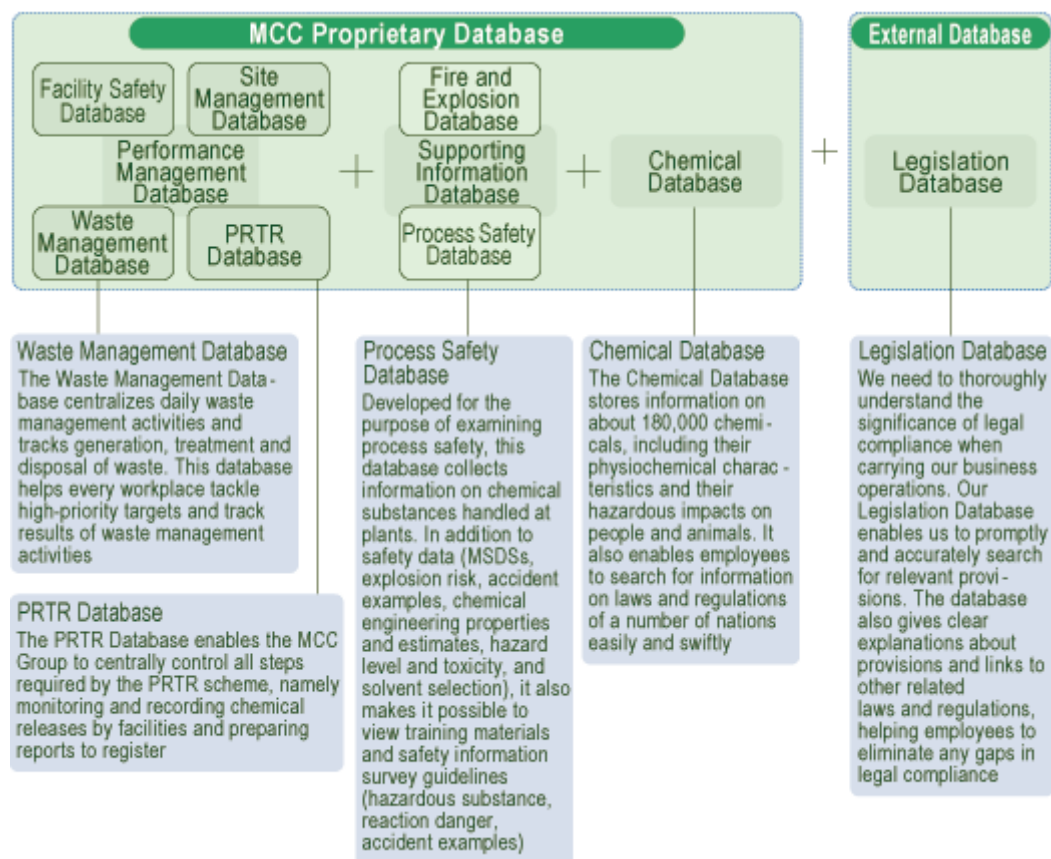 MCC Proprietary Database
External Database
Facility Safety
Database
Site
Management
Database
Performance
Management
Database
Waste
Management
Database
PRTR
Database
Fire and
Explosion
Database
Supporting
Information
Database
Process Safety
Database
Chemical
Database
Legislation
Database
Waste Management Database
The Waste Management Data-
base centralizes daily waste
management activities and
tracks generation, treatment and
disposal of waste. This database
helps every workplace tackle
high-priority targets and track
results of waste management
activities
PRTR Database
The PRTR Database enables the MCC
Group to centrally control all steps
required by the PRTR scheme, namely
monitoring and recording chemical
releases by facilities and preparing
reports to register
Process Safety
Database
Developed for the
purpose of examining
process safety, this
database collects
information on chemical
substances handled at
plants. In addition to
safety data (MSDSs,
explosion risk, accident
examples, chemical
engineering properties
and estimates, hazard
level and toxicity, and
solvent selection), it also
makes it possible to
view training materials
and safety information
survey guidelines
(hazardous substance,
reaction danger,
accident examples)
Chemical Database
The Chemical Database
stores information on
about 180,000 chemi-
cals, including their
physiochemical charac-
teristics and their
hazardous impacts on
people and animals. It
also enables employees
to search for information
on laws and regulations
of a number of nations
easily and swiftly
Legislation Database
We need to thoroughly
understand the
significance of legal
compliance when
carrying our business
operations. Our
Legislation Database
enables us to promptly
and accurately search
for relevant provi-
sions. The database
also gives clear
explanations about
provisions and links to
other related
laws and regulations,
helping employees to
eliminate any gaps in
legal compliance